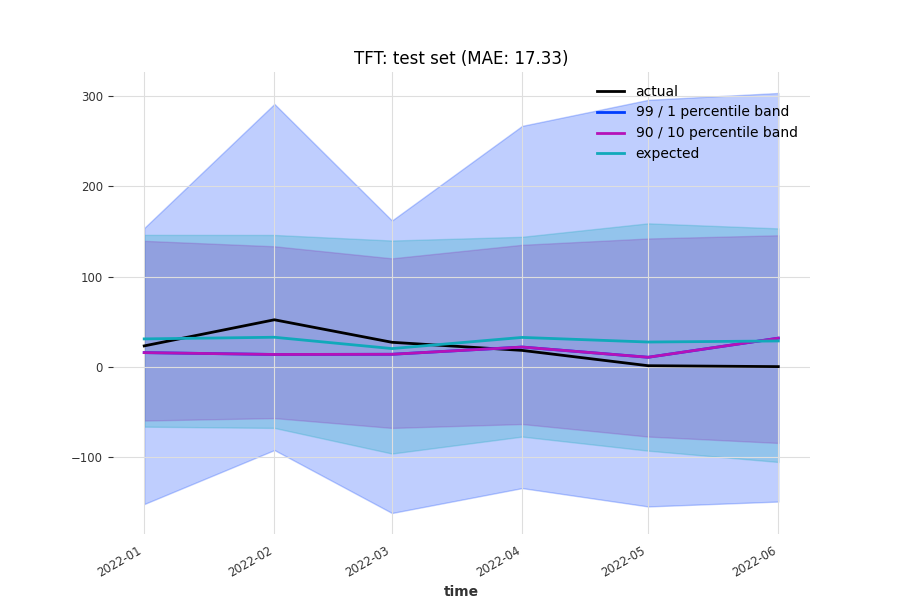 TFT: test set (MAE: 17.33)
actual
99 / 1 percentile band
90 / 10 percentile band
expected
300
200
100
0
−100
2022-01
2022-02
2022-03
2022-04
2022-05
2022-06
time